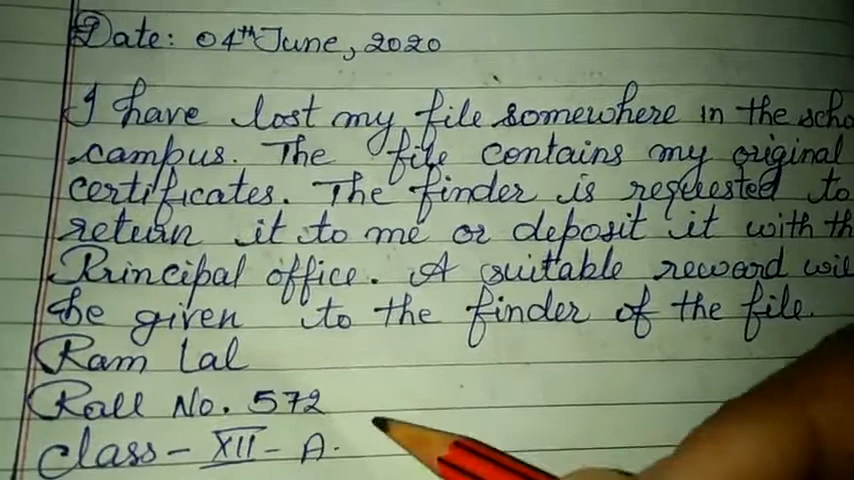 Date: 04th June, 2020
I have lost my file somewhere in the scho
campus. The file contains my original
certificates. The finder is requested to
return it to me or deposit it with th
Principal office. A suitable reward wil
be given to the finder of the file.
Ram Lal
Roll No. 572
Class - XII - A.